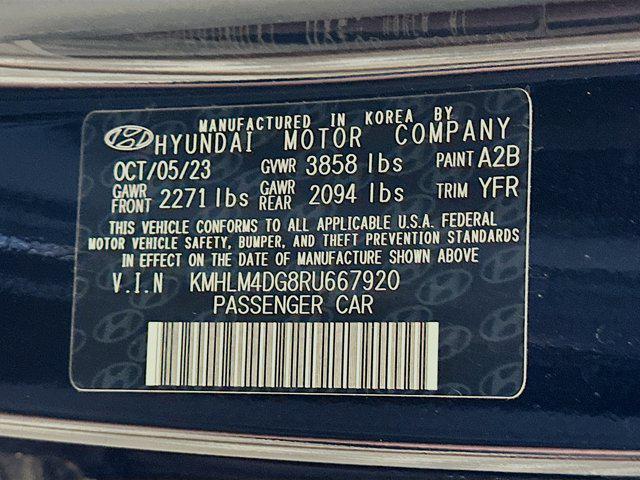 MANUFACTURED IN KOREA BY
HYUNDAI MOTOR COMPANY
OCT/05/23 GVWR 3858 lbs PAINT A2B
GAWR FRONT 2271 lbs GAWR REAR 2094 lbs TRIM YFR
THIS VEHICLE CONFORMS TO ALL APPLICABLE U.S.A. FEDERAL
MOTOR VEHICLE SAFETY, BUMPER, AND THEFT PREVENTION STANDARDS
IN EFFECT ON THE DATE OF MANUFACTURE SHOWN ABOVE
V.I.N KMHLM4DG8RU667920
PASSENGER CAR